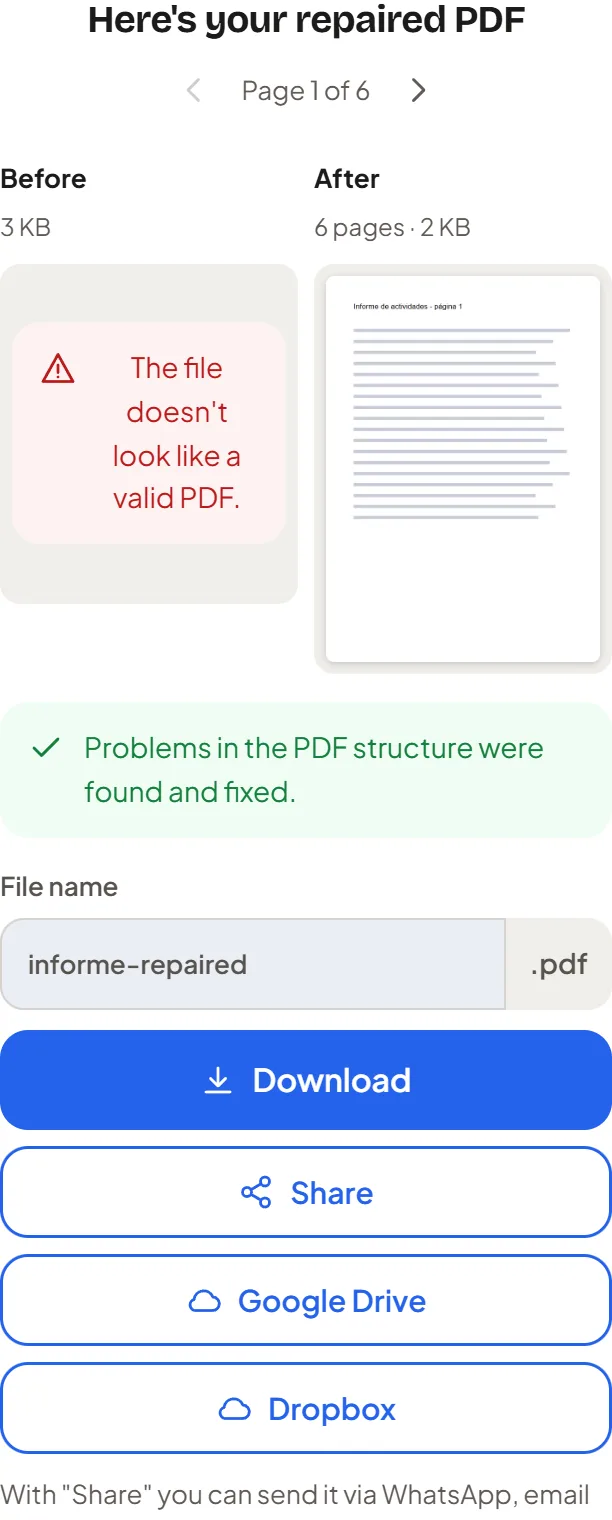 Here's your repaired PDF
Page 1 of 6
Before
3 KB
After
6 pages · 2 KB
The file
doesn't
look like a
valid PDF.
Informe de actividades - página 1
Problems in the PDF structure were
found and fixed.
File name
informe-repaired
.pdf
Download
Share
Google Drive
Dropbox
With "Share" you can send it via WhatsApp, email